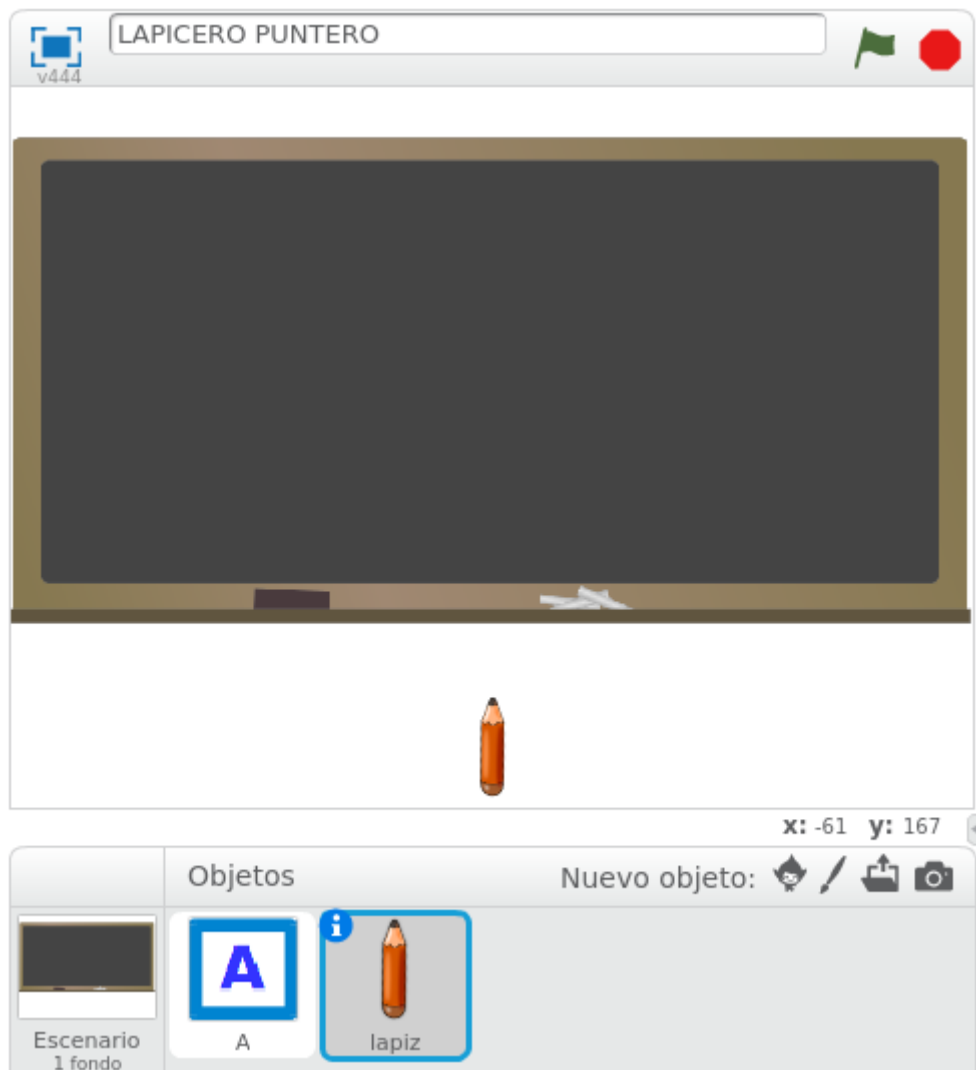 LAPICERO PUNTERO
v444
x: -61 y: 167
Objetos
Nuevo objeto:
i
A
Escenario
1 fondo
A
lapiz